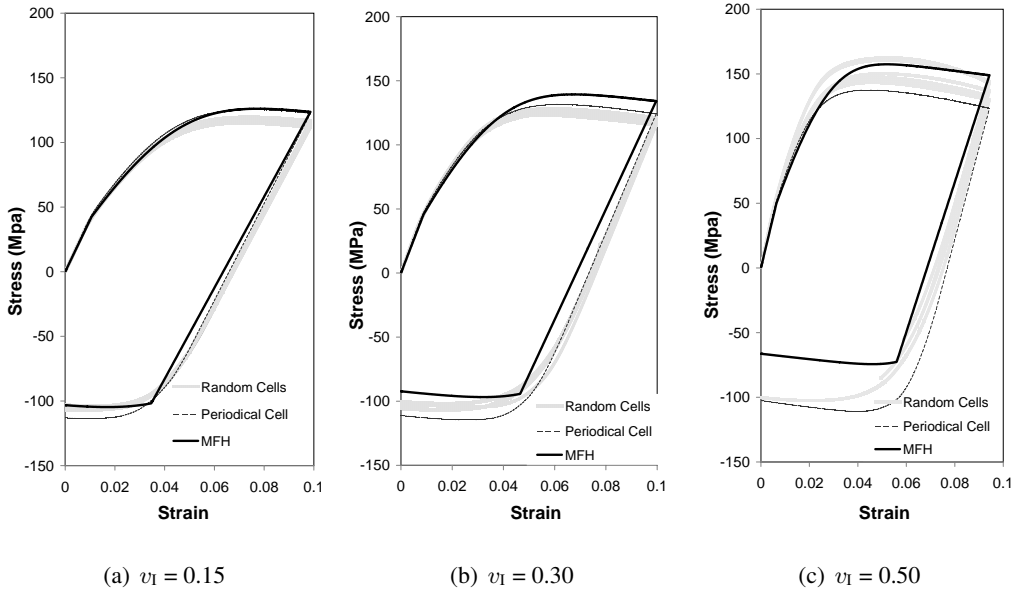 200
150
100
50
0
-50
-100
-150
Stress (Mpa)
0 0.02 0.04 0.06 0.08 0.1
Strain
Random Cells
Periodical Cell
MFH
(a) vI = 0.15
200
150
100
50
0
-50
-100
-150
Stress (MPa)
0 0.02 0.04 0.06 0.08 0.1
Strain
Random Cells
Periodical Cell
MFH
(b) vI = 0.30
200
150
100
50
0
-50
-100
-150
Stress (Mpa)
0 0.02 0.04 0.06 0.08 0.1
Strain
Random Cells
Periodical Cell
MFH
(c) vI = 0.50